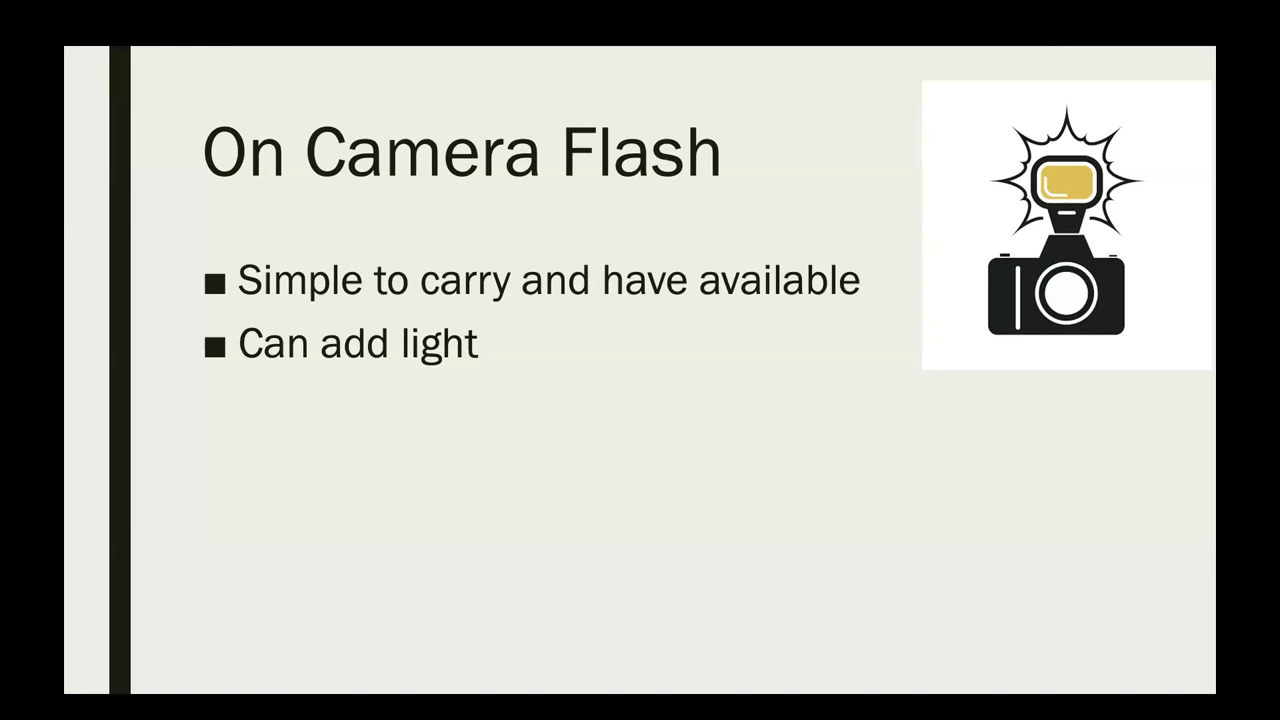 On Camera Flash
■ Simple to carry and have available
■ Can add light